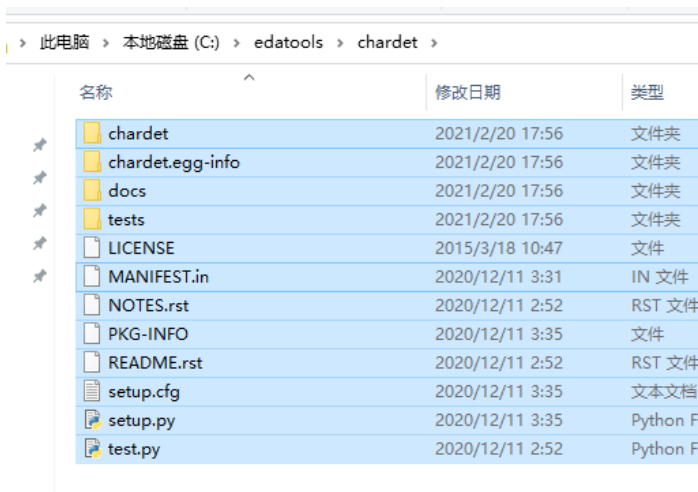 此电脑 > 本地磁盘 (C:) > edatools > chardet >
名称 修改日期 类型
chardet 2021/2/20 17:56 文件夹
chardet.egg-info 2021/2/20 17:56 文件夹
docs 2021/2/20 17:56 文件夹
tests 2021/2/20 17:56 文件夹
LICENSE 2015/3/18 10:47 文件
MANIFEST.in 2020/12/11 3:31 IN 文件
NOTES.rst 2020/12/11 2:52 RST 文件
PKG-INFO 2020/12/11 3:35 文件
README.rst 2020/12/11 2:52 RST 文件
setup.cfg 2020/12/11 3:35 文本文档
setup.py 2020/12/11 3:35 Python F
test.py 2020/12/11 2:52 Python F